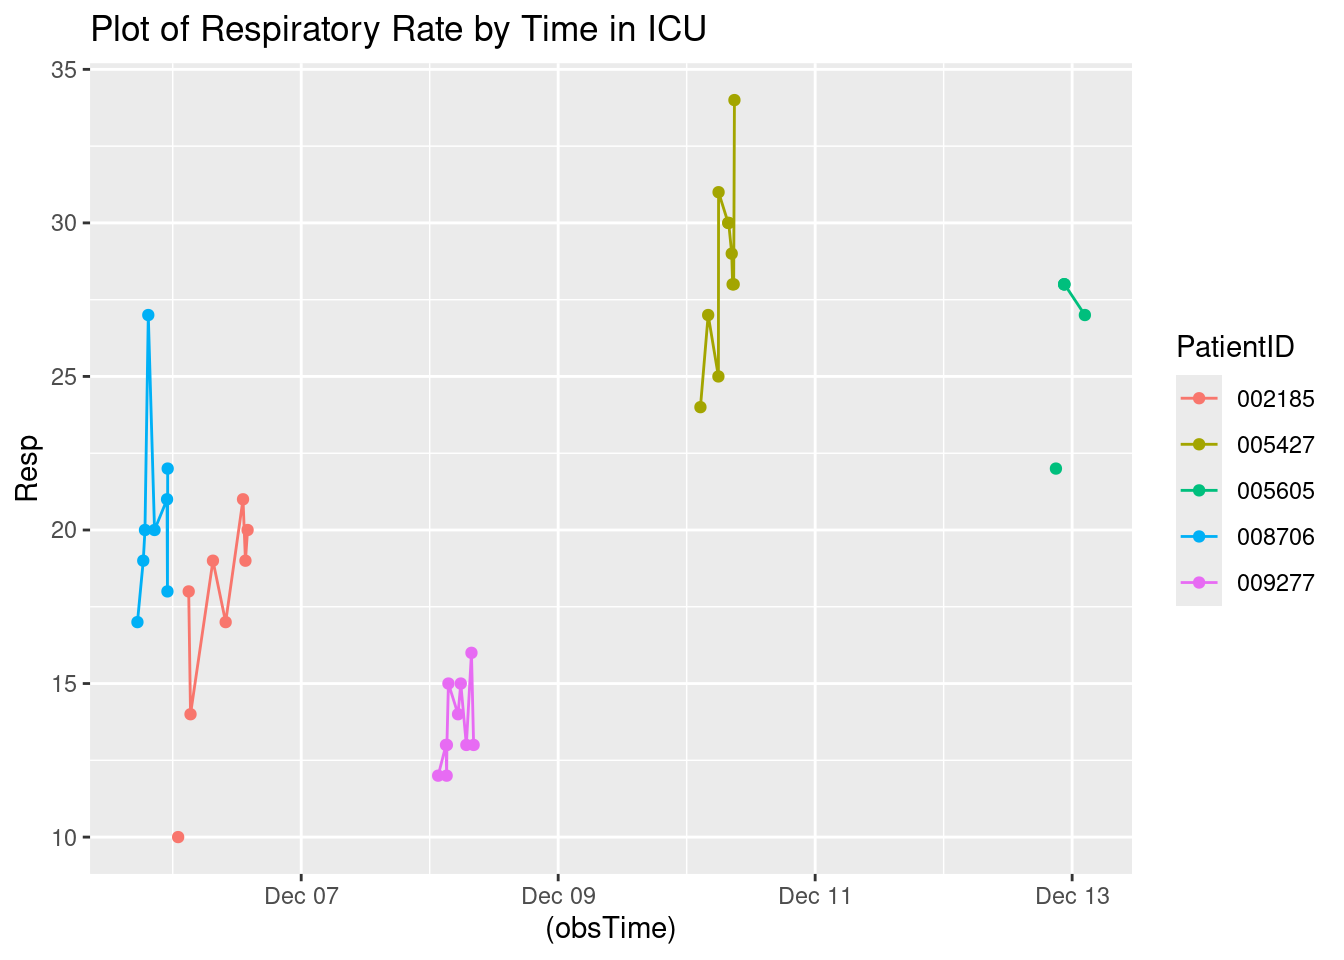 Plot of Respiratory Rate by Time in ICU
35
30
25
20
15
10
Resp
Dec 07
Dec 09
Dec 11
Dec 13
(obsTime)
PatientID
002185
005427
005605
008706
009277